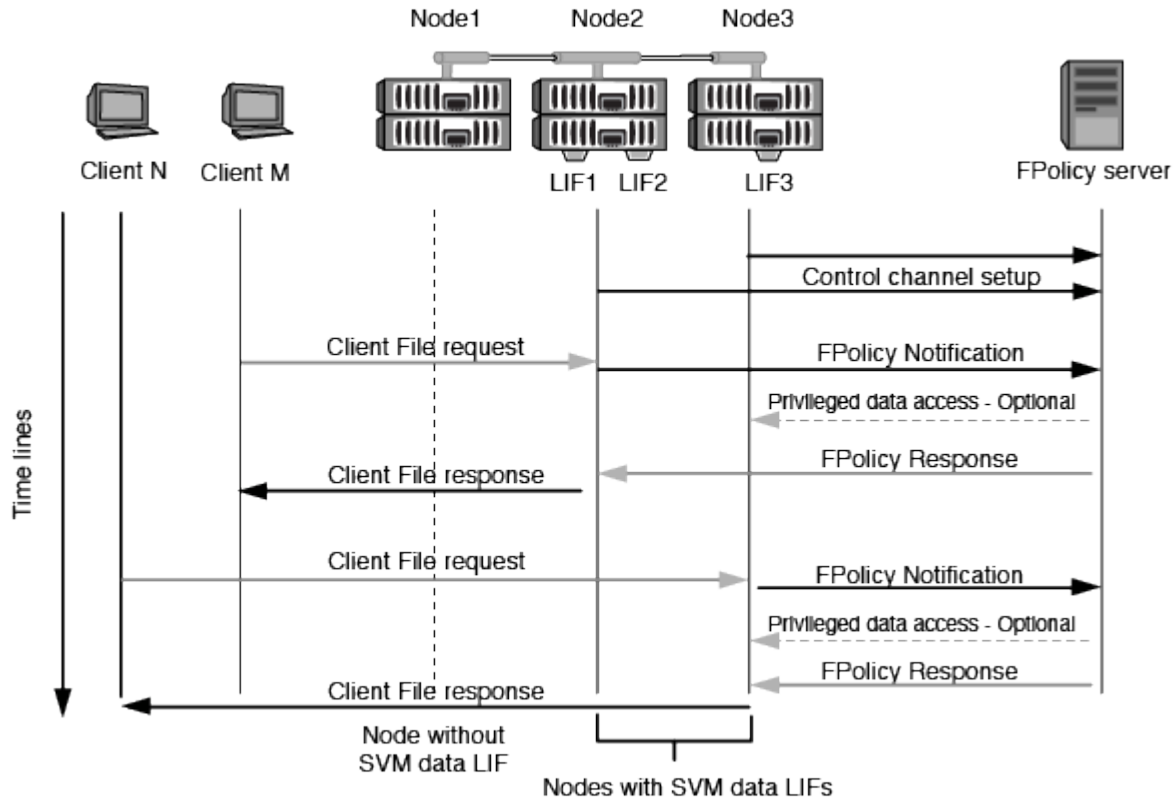 Node1 Node2 Node3
Client N
Client M
LIF1 LIF2 LIF3
FPolicy server
Control channel setup
Client File request
FPolicy Notification
Privileged data access - Optional
FPolicy Response
Client File response
Client File request
FPolicy Notification
Privileged data access - Optional
FPolicy Response
Client File response
Time lines
Node without
SVM data LIF
Nodes with SVM data LIFs